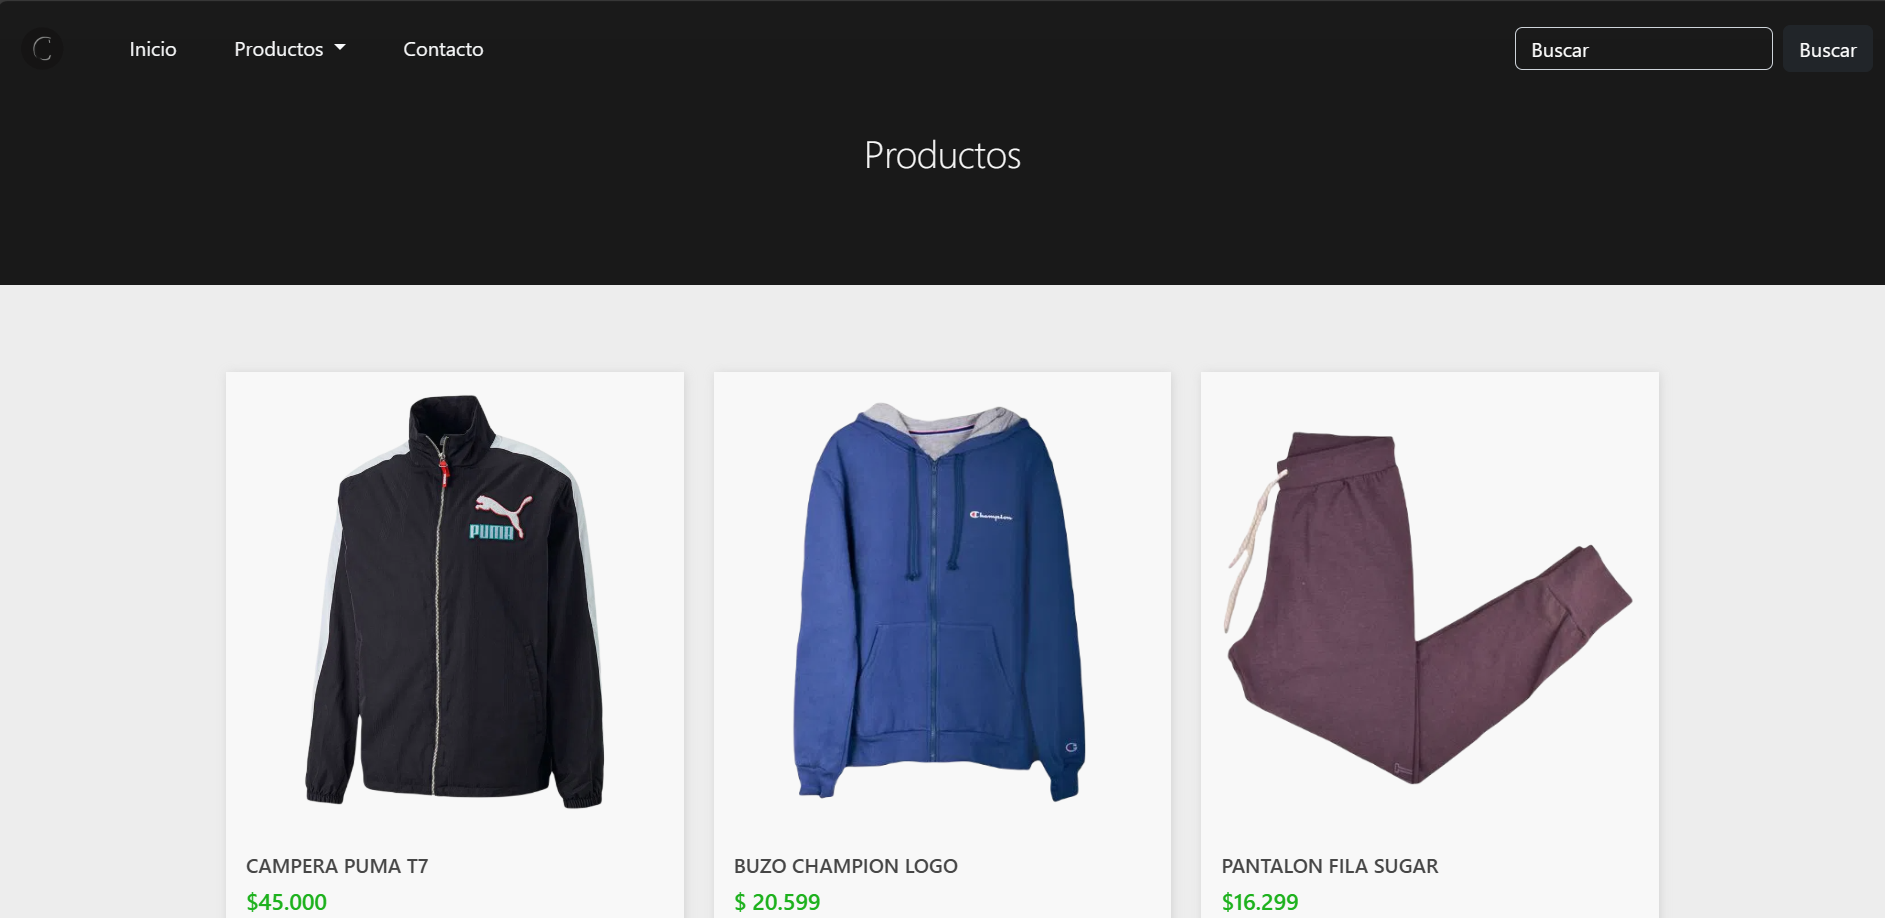 C
Inicio
Productos
Contacto
Buscar
Buscar
Productos
PUMA
Champion
CAMPERA PUMA T7
$45.000
BUZO CHAMPION LOGO
$ 20.599
PANTALON FILA SUGAR
$16.299